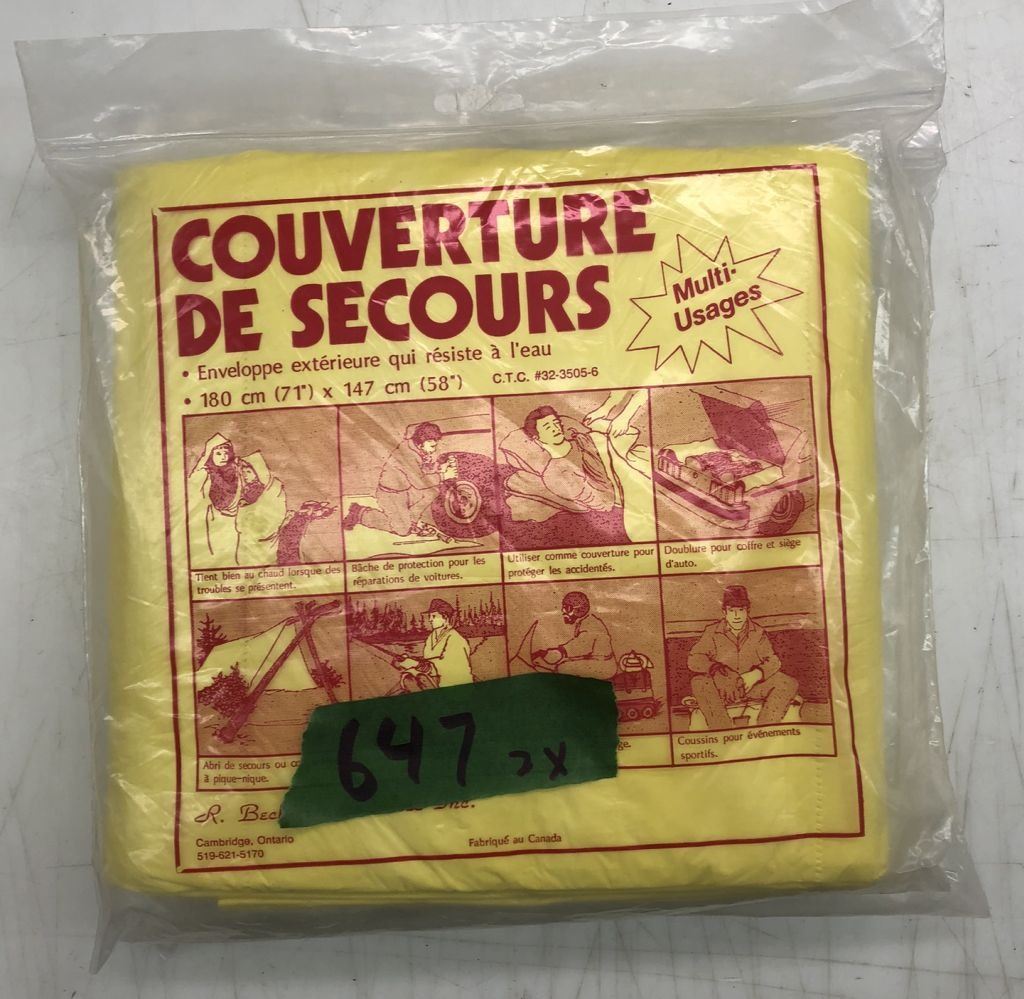 COUVERTURE
DE SECOURS
Multi-
Usages
• Enveloppe extérieure qui résiste à l'eau
• 180 cm (71") x 147 cm (58") C.T.C. #32-3505-6
Tient bien au chaud lorsque des
troubles se présentent.
Bâche de protection pour les
réparations de voitures.
Utiliser comme couverture pour
protéger les accidentés.
Doublure pour coffre et siège
d'auto.
Abri de secours ou
à pique-nique.
Coussins pour événements
sportifs.
647 2x
R. Inc.
Cambridge, Ontario
519-621-5170
Fabriqué au Canada